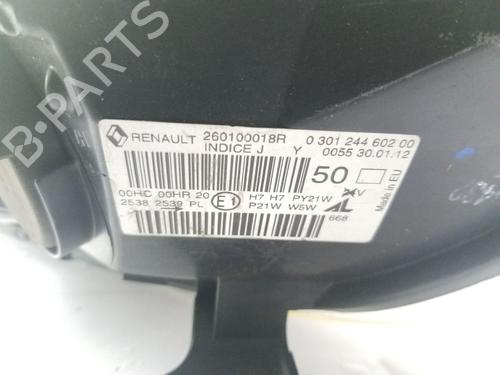 RENAULT 260100018R 0 301 244 602 00
INDICE J Y 0055 30.01.12
50
Made in EU
00HC 00HR 20 E1 H7 H7 PY21W V
2538 2539 PL P21W W5W AL
668
B-PARTS